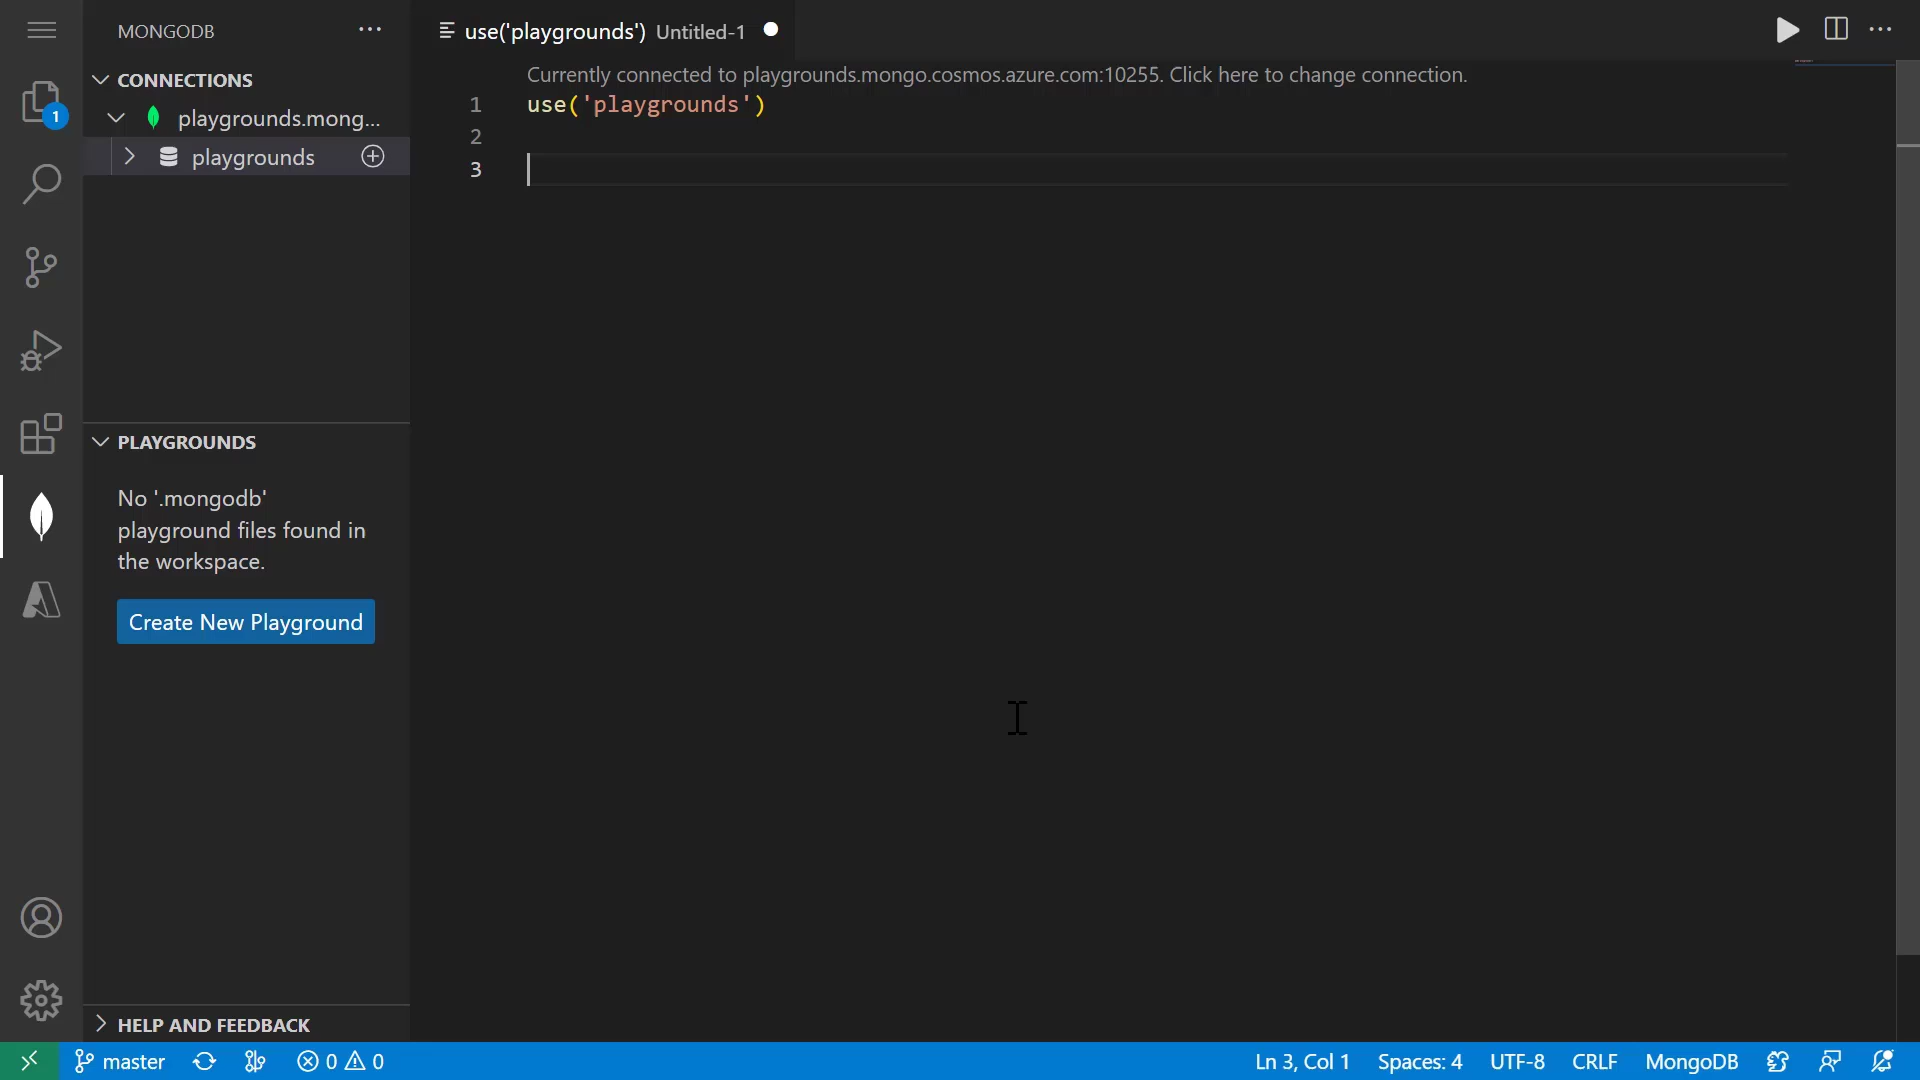 MONGODB
use('playgrounds') Untitled-1
CONNECTIONS
playgrounds.mong...
playgrounds
Currently connected to playgrounds.mongo.cosmos.azure.com:10255. Click here to change connection.
1 use('playgrounds')
2
3
1
PLAYGROUNDS
No '.mongodb'
playground files found in
the workspace.
Create New Playground
HELP AND FEEDBACK
master 0 0 Ln 3, Col 1 Spaces: 4 UTF-8 CRLF MongoDB